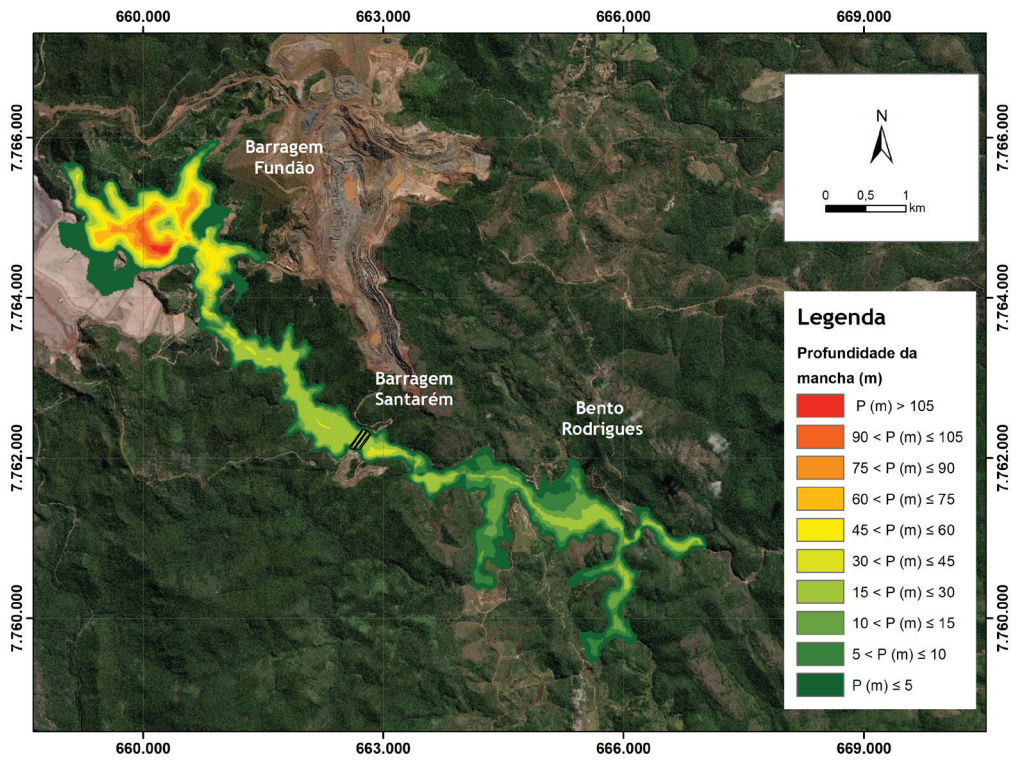 660.000 663.000 666.000 669.000
7.766.000
7.764.000
7.762.000
7.760.000
Barragem
Fundão
Barragem
Santarém
Bento
Rodrigues
N
0 0,5 1
km
7.766.000
7.764.000
7.762.000
7.760.000
Legenda
Profundidade da
mancha (m)
P (m) > 105
90 < P (m) ≤ 105
75 < P (m) ≤ 90
60 < P (m) ≤ 75
45 < P (m) ≤ 60
30 < P (m) ≤ 45
15 < P (m) ≤ 30
10 < P (m) ≤ 15
5 < P (m) ≤ 10
P (m) ≤ 5
660.000 663.000 666.000 669.000